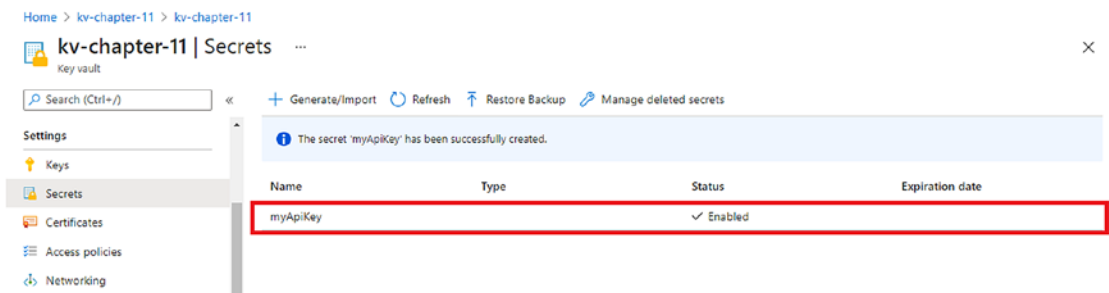 Home > kv-chapter-11 > kv-chapter-11
kv-chapter-11 | Secrets ...
Key vault
Search (Ctrl+/) «
Settings
Keys
Secrets
Certificates
Access policies
Networking
Generate/Import Refresh Restore Backup Manage deleted secrets
The secret 'myApiKey' has been successfully created.
Name Type Status Expiration date
myApiKey Enabled